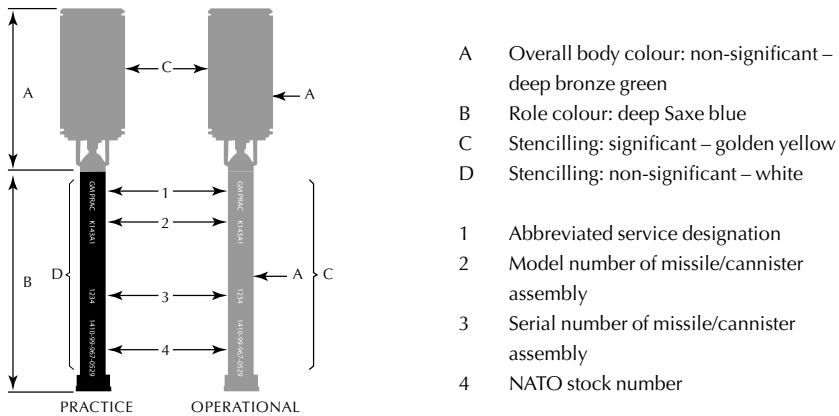 A
C
A
GM PRAC K143A1 1234 1410-99-967-0529
GM PRAC K143A1 1234 1410-99-967-0529
1
2
B
D
A
C
3
4
PRACTICE
OPERATIONAL
A Overall body colour: non-significant –
deep bronze green
B Role colour: deep Saxe blue
C Stencilling: significant – golden yellow
D Stencilling: non-significant – white
1 Abbreviated service designation
2 Model number of missile/cannister
assembly
3 Serial number of missile/cannister
assembly
4 NATO stock number